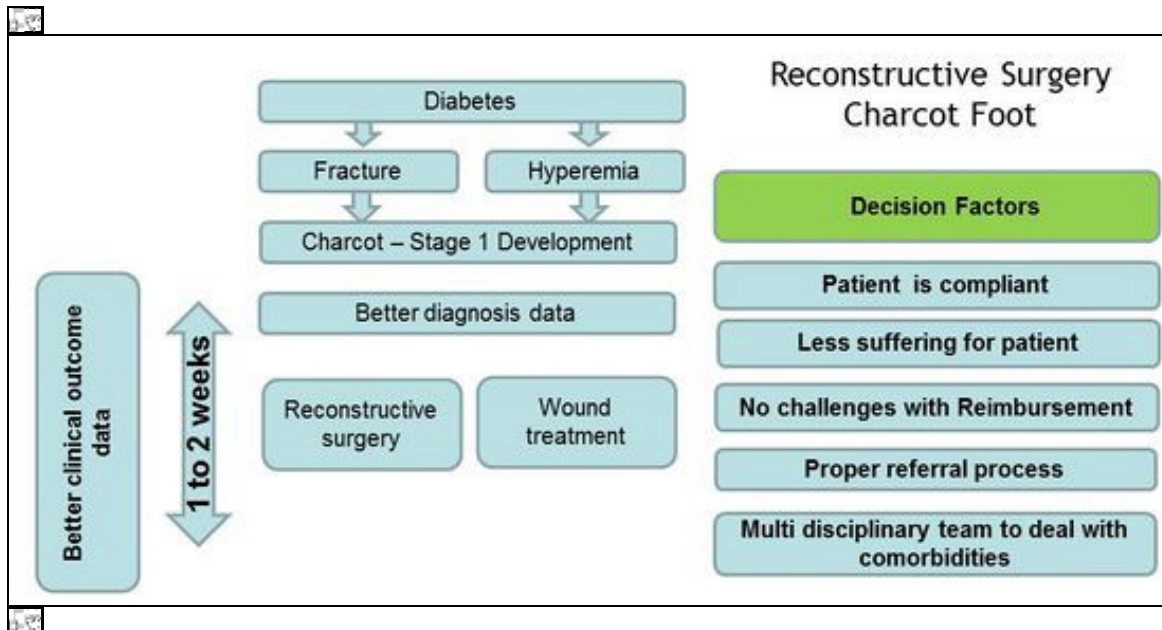 Reconstructive Surgery
Charcot Foot
Diabetes
Fracture
Hyperemia
Charcot – Stage 1 Development
Better diagnosis data
Reconstructive
surgery
Wound
treatment
Better clinical outcome
data
1 to 2 weeks
Decision Factors
Patient is compliant
Less suffering for patient
No challenges with Reimbursement
Proper referral process
Multi disciplinary team to deal with
comorbidities